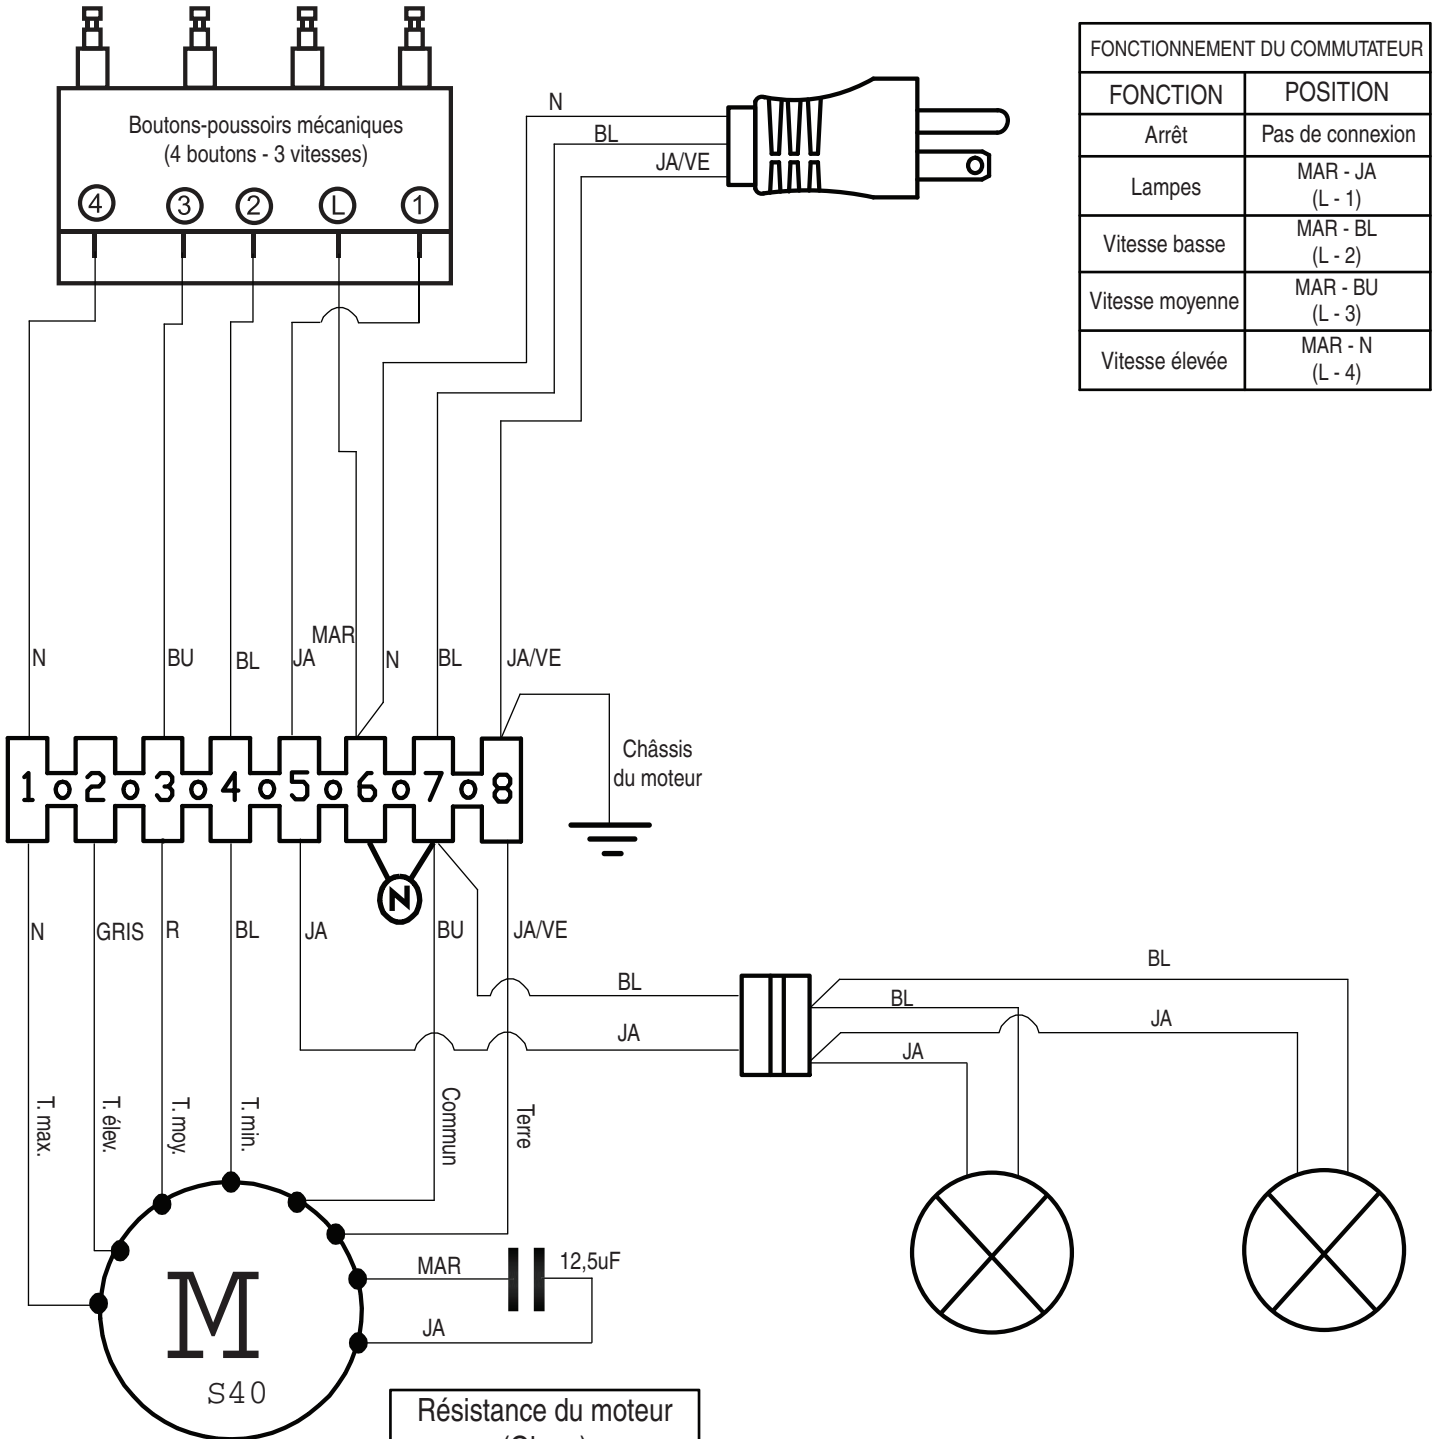 Boutons-poussoirs mécaniques
(4 boutons - 3 vitesses)
4 3 2 L 1
N
BL
JA/VE
FONCTIONNEMENT DU COMMUTATEUR
FONCTION POSITION
Arrêt Pas de connexion
Lampes MAR - JA
(L - 1)
Vitesse basse MAR - BL
(L - 2)
Vitesse moyenne MAR - BU
(L - 3)
Vitesse élevée MAR - N
(L - 4)
MAR
N BU BL JA N BL JA/VE
Châssis
du moteur
1 2 3 4 5 6 7 8
N
N GRIS R BL JA BU JA/VE
BL
JA
BL
BL
JA
JA
T. max.
T. élev.
T. moy.
T. min.
Commun
Terre
MAR
12,5uF
JA
M
S40
Résistance du moteur